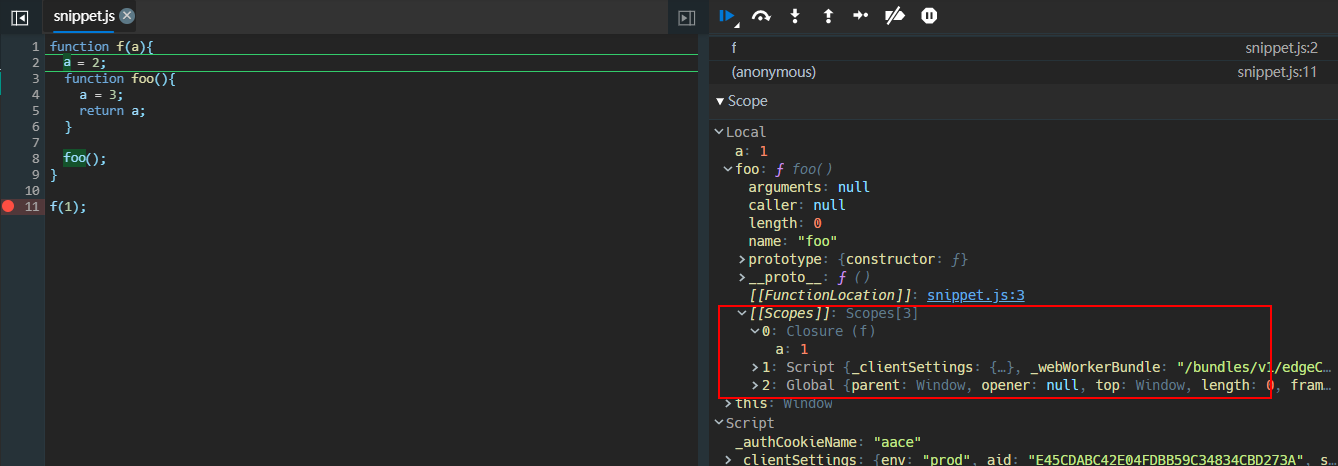 snippet.js
1 function f(a){
2 a = 2;
3 function foo(){
4 a = 3;
5 return a;
6 }
7
8 foo();
9 }
10
11 f(1);
f snippet.js:2
(anonymous) snippet.js:11
Scope
Local
a: 1
foo: ƒ foo()
arguments: null
caller: null
length: 0
name: "foo"
prototype: {constructor: ƒ}
__proto__: ƒ ()
[[FunctionLocation]]: snippet.js:3
[[Scopes]]: Scopes[3]
0: Closure (f)
a: 1
1: Script {_clientSettings: {…}, _webWorkerBundle: "/bundles/v1/edgeC…
2: Global {parent: Window, opener: null, top: Window, length: 0, fram…
this: Window
Script
_authCookieName: "aace"
_clientSettings: {env: "prod", aid: "E45CDABC42E04FDBB59C34834CBD273A", s…